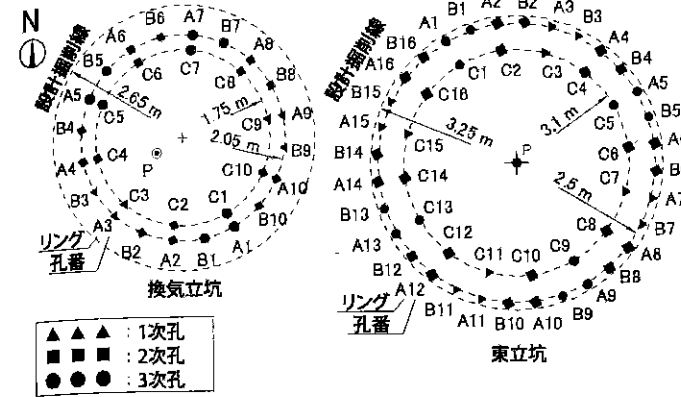 N
設計掘削線
A6
B6
A7
B7
A8
B8
A9
B9
A10
B10
A1
B1
A2
B2
A3
B3
A4
B4
A5
B5
C6
C7
C8
C9
C10
C1
C2
C3
C4
C5
2.65 m
1.75 m
2.05 m
P
リング
孔番
換気立坑
設計掘削線
A1
B1
A2
B2
A3
B3
A4
B4
A5
B5
B7
A8
B8
A9
B9
A10
B10
A11
B11
A12
B12
A13
B13
A14
B14
A15
B15
A16
B16
C1
C2
C3
C4
C5
C6
C7
C8
C9
C10
C11
C12
C13
C14
C15
C16
3.25 m
3.1 m
2.5 m
P
リング
孔番
東立坑
▲ ▲ ▲ : 1次孔
■ ■ ■ : 2次孔
● ● ● : 3次孔